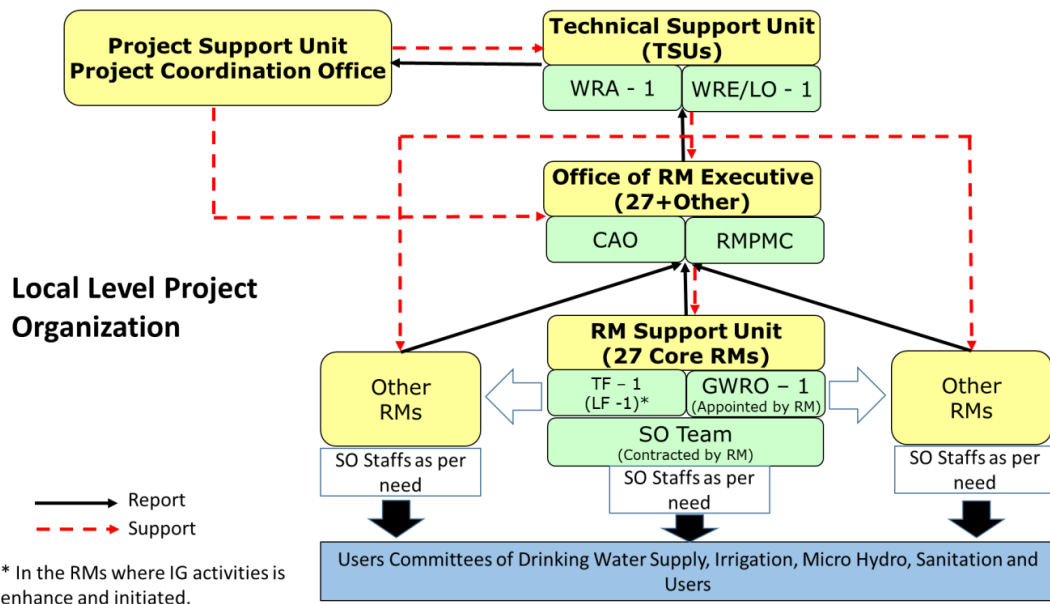 Project Support Unit
Project Coordination Office
Technical Support Unit
(TSUs)
WRA - 1
WRE/LO - 1
Office of RM Executive
(27+Other)
CAO
RMPMC
Local Level Project
Organization
RM Support Unit
(27 Core RMs)
TF – 1
(LF -1)*
GWRO – 1
(Appointed by RM)
SO Team
(Contracted by RM)
Other
RMs
Other
RMs
SO Staffs as per
need
SO Staffs as per
need
SO Staffs as per
need
Report
Support
Users Committees of Drinking Water Supply, Irrigation, Micro Hydro, Sanitation and
Users
* In the RMs where IG activities is
enhance and initiated.